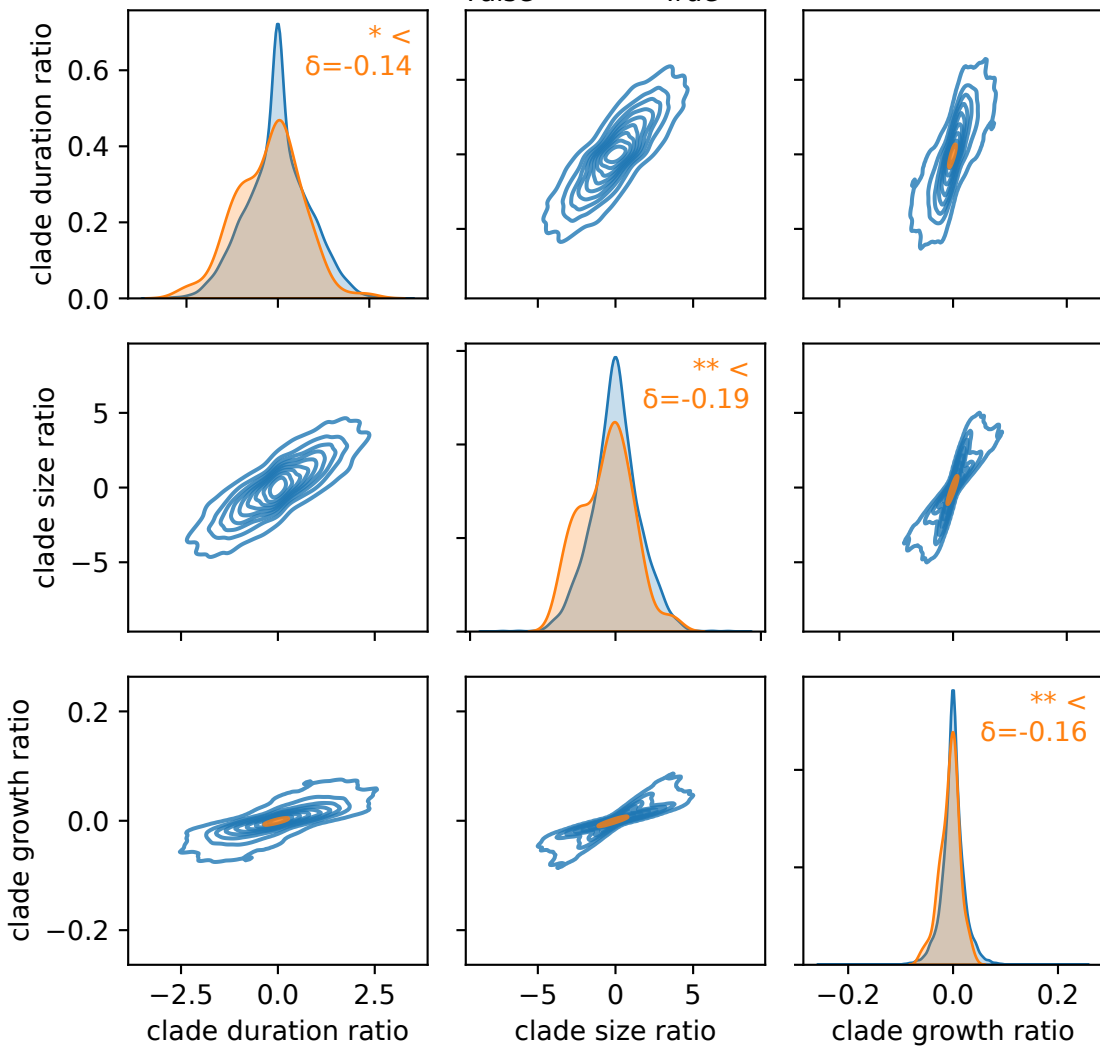 False True
clade duration ratio
0.6
0.4
0.2
0.0
* <
δ=-0.14
clade size ratio
5
0
−5
** <
δ=-0.19
clade growth ratio
0.2
0.0
−0.2
** <
δ=-0.16
−2.5 0.0 2.5
−5 0 5
−0.2 0.0 0.2
clade duration ratio
clade size ratio
clade growth ratio